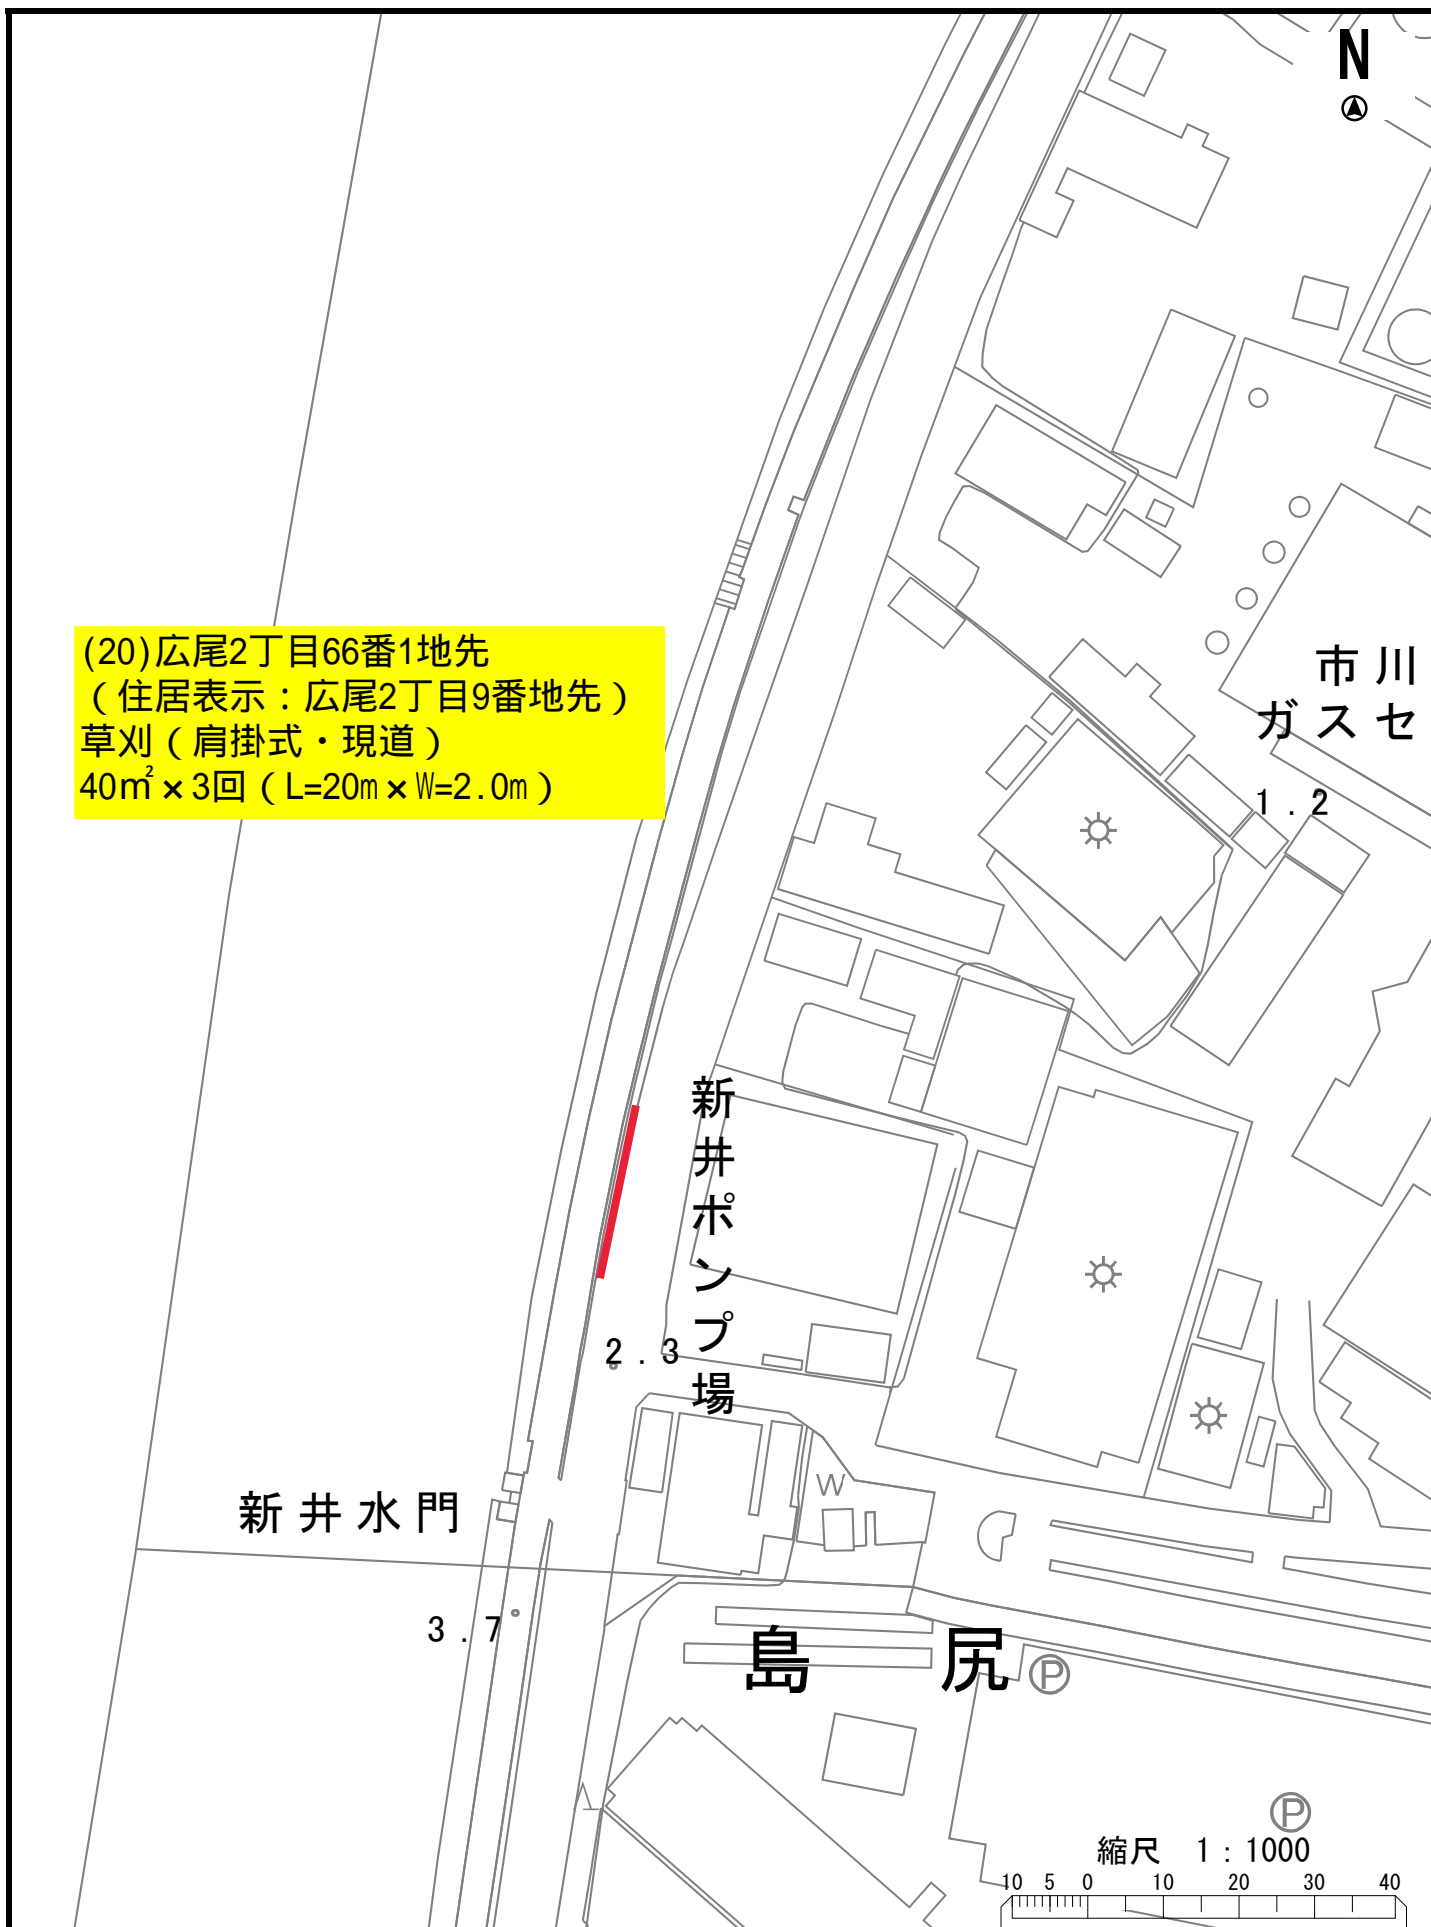 N
(20)広尾2丁目66番1地先
（住居表示：広尾2丁目9番地先）
草刈（肩掛式・現道）
40㎡×3回（L=20m×W=2.0m）
市川
ガスセ
1.2
新井ポンプ場
2.3
W
新井水門
3.7
島尻
P
P
縮尺 1:1000
10 5 0 10 20 30 40